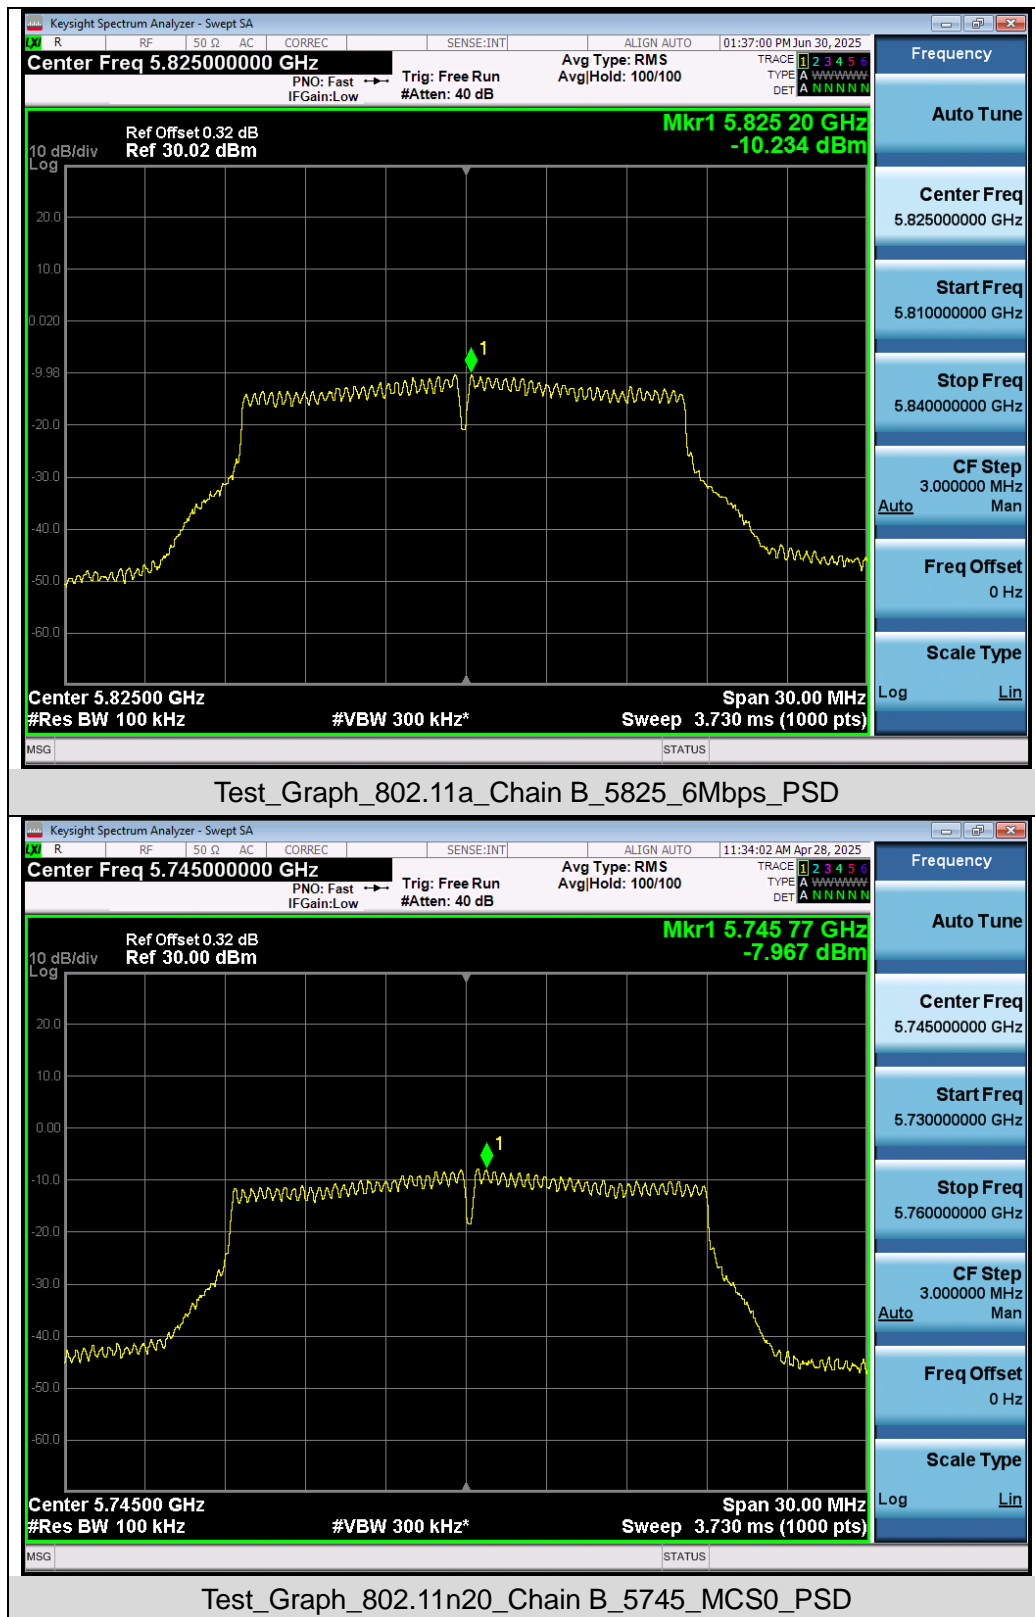 Keysight Spectrum Analyzer - Swept SA
LXI R RF 50 Ω AC CORREC SENSE:INT ALIGN AUTO 01:37:00 PM Jun 30, 2025
Center Freq 5.825000000 GHz Avg Type: RMS TRACE 1 2 3 4 5 6
PNO: Fast Trig: Free Run Avg|Hold: 100/100 TYPE A WWWWW
IFGain:Low #Atten: 40 dB DET A N N N N N
Mkr1 5.825 20 GHz
Ref Offset 0.32 dB
10 dB/div Ref 30.02 dBm -10.234 dBm
Log
20.0
10.0
0.020
1
-9.98
-20.0
-30.0
-40.0
-50.0
-60.0
Center 5.82500 GHz Span 30.00 MHz
#Res BW 100 kHz #VBW 300 kHz* Sweep 3.730 ms (1000 pts)
MSG STATUS
Frequency
Auto Tune
Center Freq
5.825000000 GHz
Start Freq
5.810000000 GHz
Stop Freq
5.840000000 GHz
CF Step
3.000000 MHz
Auto Man
Freq Offset
0 Hz
Scale Type
Log Lin
Test_Graph_802.11a_Chain B_5825_6Mbps_PSD
Keysight Spectrum Analyzer - Swept SA
LXI R RF 50 Ω AC CORREC SENSE:INT ALIGN AUTO 11:34:02 AM Apr 28, 2025
Center Freq 5.745000000 GHz Avg Type: RMS TRACE 1 2 3 4 5 6
PNO: Fast Trig: Free Run Avg|Hold: 100/100 TYPE A WWWWW
IFGain:Low #Atten: 40 dB DET A N N N N N
Mkr1 5.745 77 GHz
Ref Offset 0.32 dB
10 dB/div Ref 30.00 dBm -7.967 dBm
Log
20.0
10.0
0.00
1
-10.0
-20.0
-30.0
-40.0
-50.0
-60.0
Center 5.74500 GHz Span 30.00 MHz
#Res BW 100 kHz #VBW 300 kHz* Sweep 3.730 ms (1000 pts)
MSG STATUS
Frequency
Auto Tune
Center Freq
5.745000000 GHz
Start Freq
5.730000000 GHz
Stop Freq
5.760000000 GHz
CF Step
3.000000 MHz
Auto Man
Freq Offset
0 Hz
Scale Type
Log Lin
Test_Graph_802.11n20_Chain B_5745_MCS0_PSD